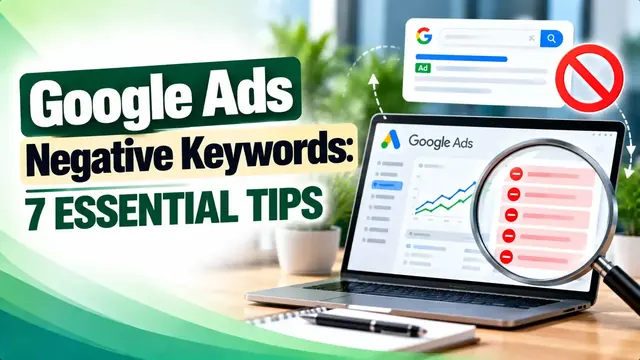 Google Ads
Negative Keywords:
7 ESSENTIAL TIPS
G
Ad
Google Ads